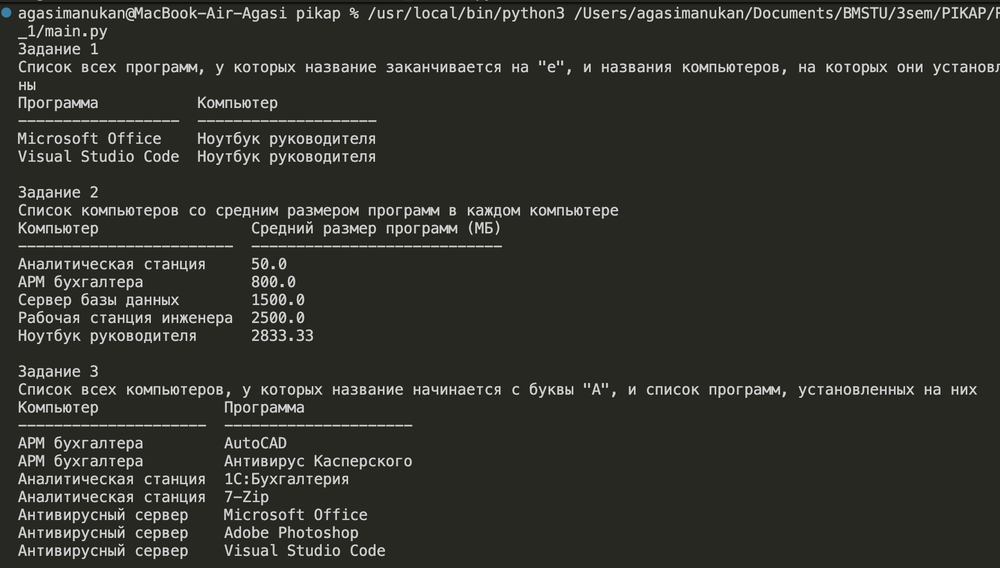 agasimanukan@MacBook-Air-Agasi pikap % /usr/local/bin/python3 /Users/agasimanukan/Documents/BMSTU/3sem/PIKAP/
_1/main.py
Задание 1
Список всех программ, у которых название заканчивается на "е", и названия компьютеров, на которых они установл
ны
Программа           Компьютер
------------------  --------------------
Microsoft Office    Ноутбук руководителя
Visual Studio Code  Ноутбук руководителя
Задание 2
Список компьютеров со средним размером программ в каждом компьютере
Компьютер                 Средний размер программ (МБ)
------------------------  ----------------------------
Аналитическая станция     50.0
АРМ бухгалтера            800.0
Сервер базы данных        1500.0
Рабочая станция инженера  2500.0
Ноутбук руководителя      2833.33
Задание 3
Список всех компьютеров, у которых название начинается с буквы "А", и список программ, установленных на них
Компьютер              Программа
---------------------  ---------------------
АРМ бухгалтера         AutoCAD
АРМ бухгалтера         Антивирус Касперского
Аналитическая станция  1С:Бухгалтерия
Аналитическая станция  7-Zip
Антивирусный сервер    Microsoft Office
Антивирусный сервер    Adobe Photoshop
Антивирусный сервер    Visual Studio Code